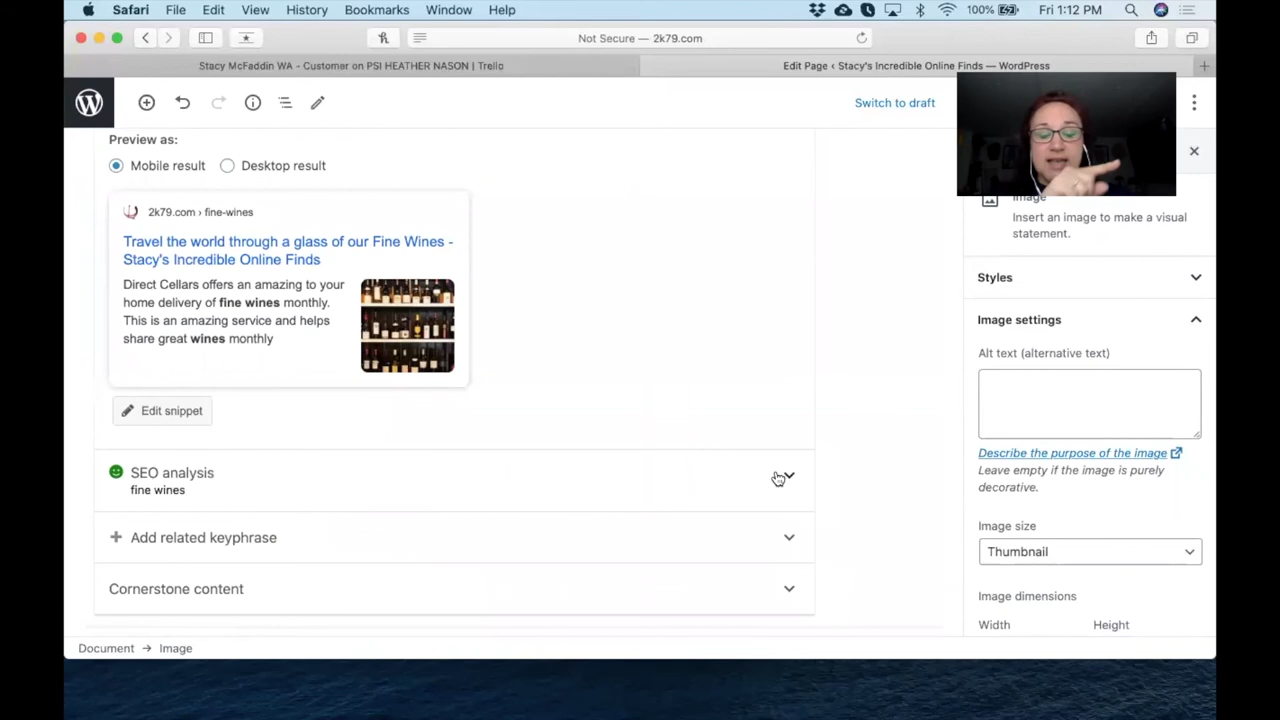 Safari File Edit View History Bookmarks Window Help 100% Fri 1:12 PM
Not Secure — 2k79.com
Stacy McFaddin WA - Customer on PSI HEATHER NASON | Trello
Edit Page ‹ Stacy's Incredible Online Finds — WordPress
Switch to draft
Preview as:
Mobile result Desktop result
2k79.com › fine-wines
Travel the world through a glass of our Fine Wines -
Stacy's Incredible Online Finds
Direct Cellars offers an amazing to your
home delivery of fine wines monthly.
This is an amazing service and helps
share great wines monthly
Edit snippet
SEO analysis
fine wines
Add related keyphrase
Cornerstone content
Image
Insert an image to make a visual
statement.
Styles
Image settings
Alt text (alternative text)
Describe the purpose of the image
Leave empty if the image is purely
decorative.
Image size
Thumbnail
Image dimensions
Width Height
Document → Image